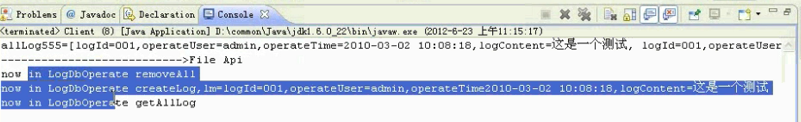 Problems @ Javadoc Declaration Console
<terminated> Client (8) [Java Application] D:\common\Java\jdk1.6.0_22\bin\javaw.exe (2012-6-23 上午11:15:17)
allLog555=[logId=001,operateUser=admin,operateTime=2010-03-02 10:08:18,logContent=这是一个测试, logId=001,operateUser
------------------------------>File Api
now in LogDbOperate removeAll
now in LogDbOperate createLog,lm=logId=001,operateUser=admin,operateTime2010-03-02 10:08:18,logContent=这是一个测试
now in LogDbOperate getAllLog